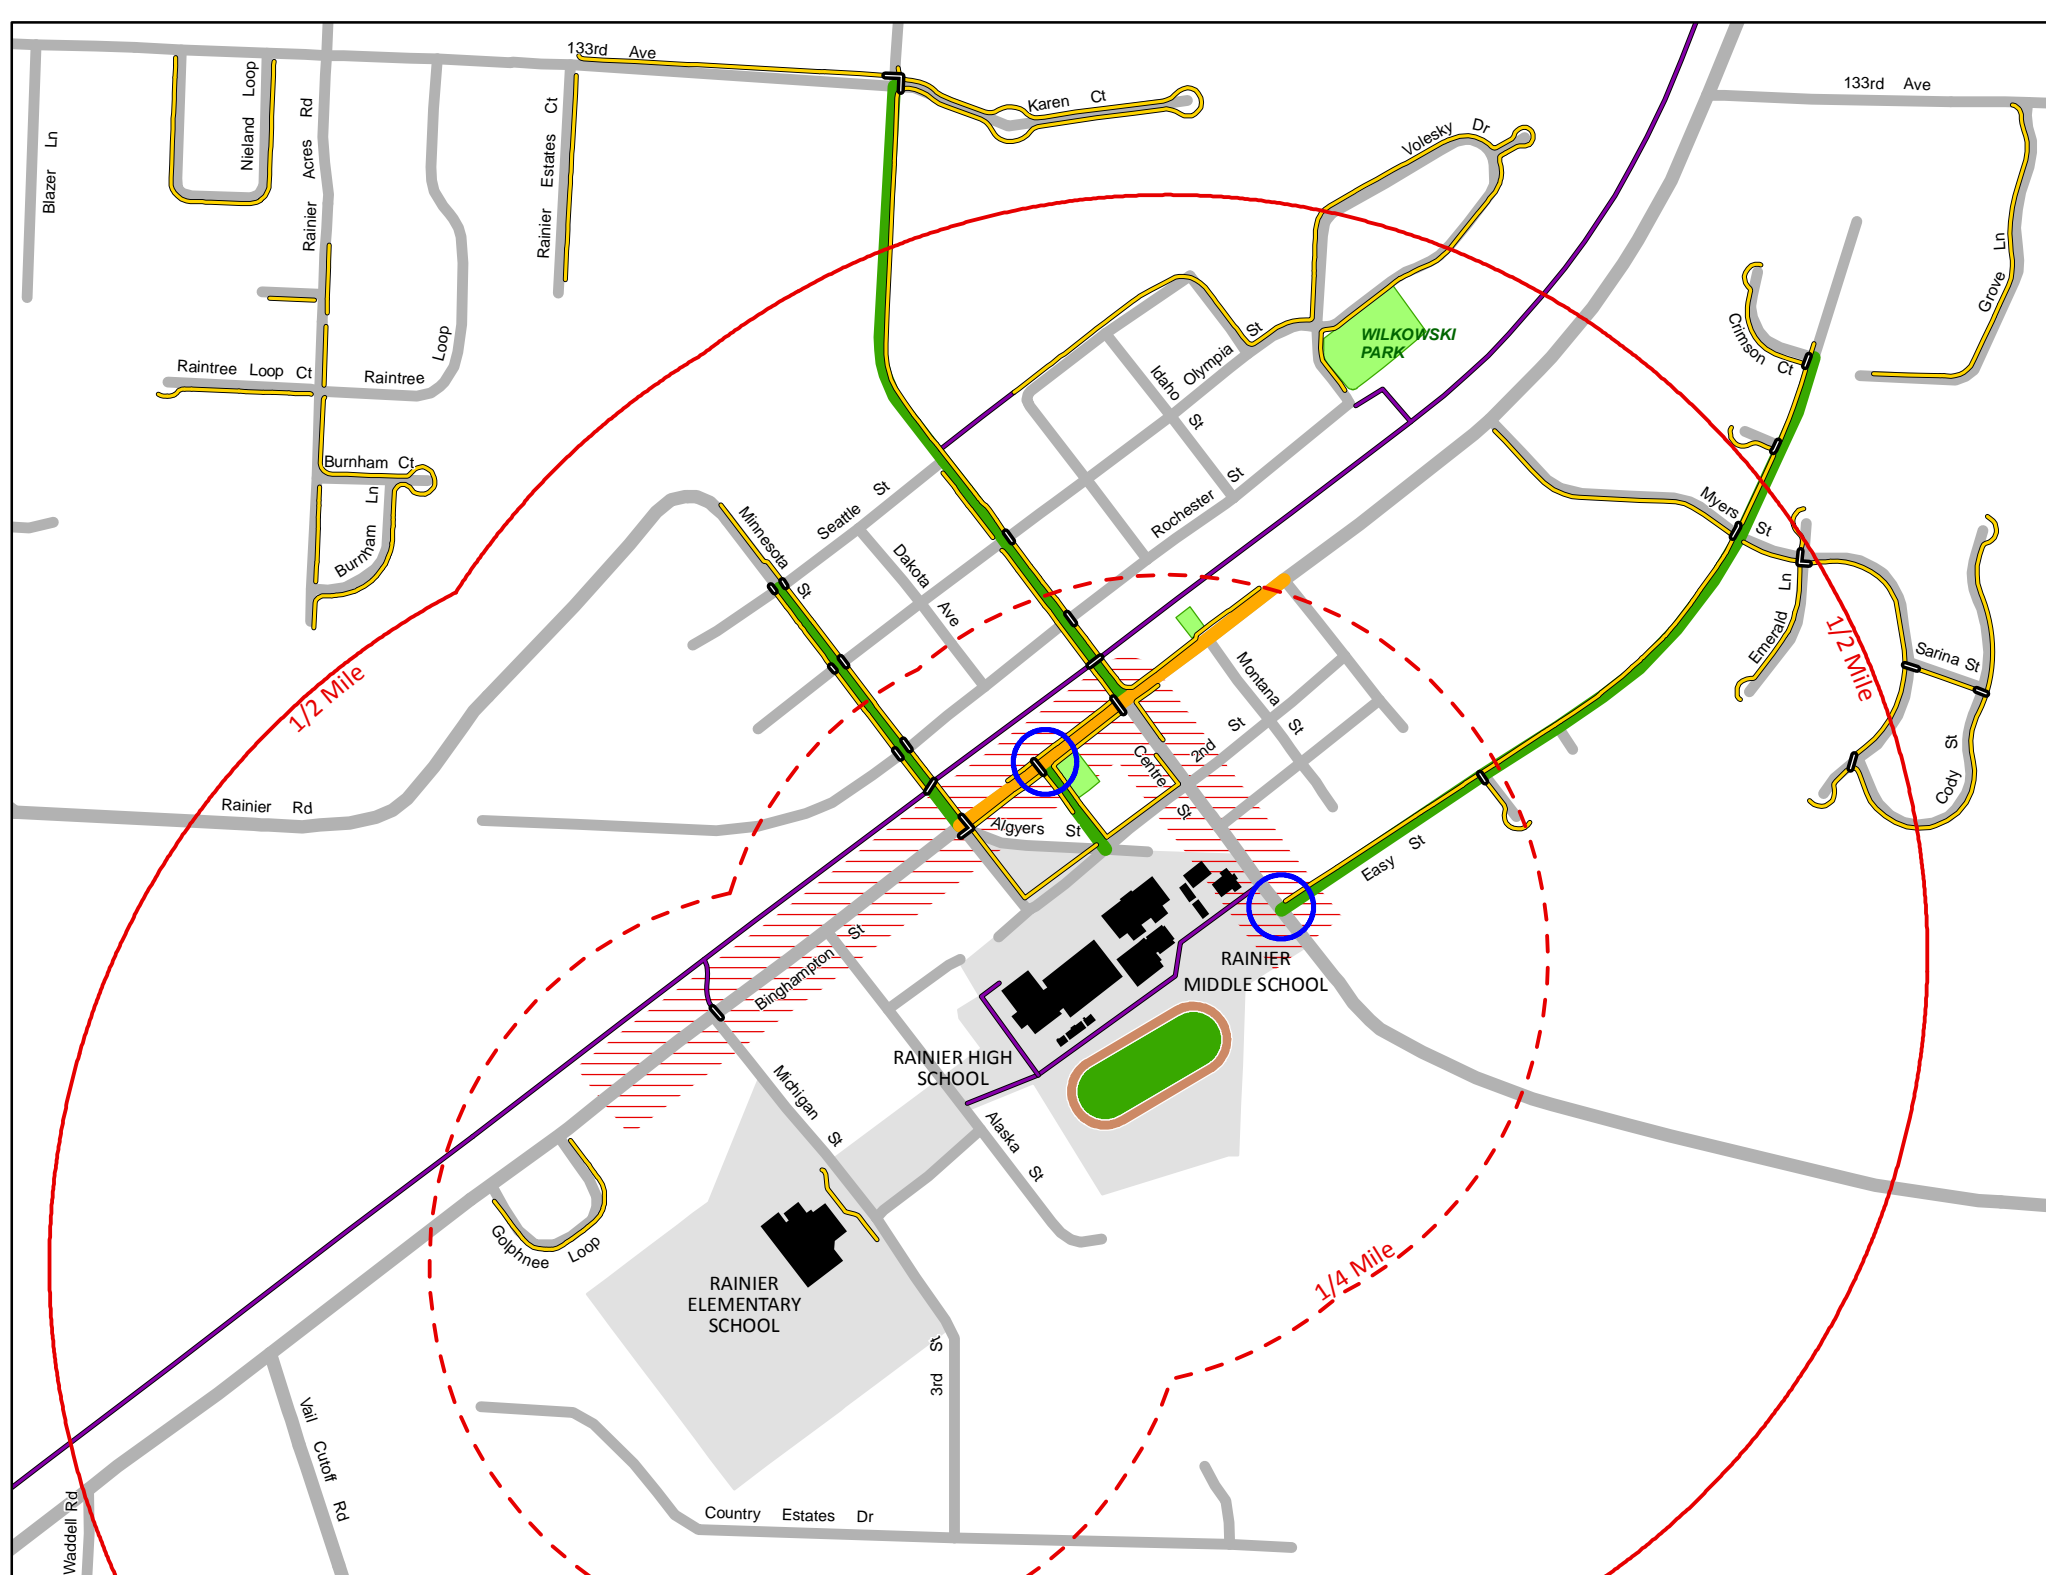 133rd Ave
133rd Ave
Nieland Loop
Karen Ct
Blazer Ln
Rainier Acres Rd
Rainier Estates Ct
Volesky Dr
Grove Ln
WILKOWSKI
PARK
Crimson Ct
Raintree Loop Ct
Raintree Loop
Idaho St
Olympia St
Burnham Ct
Burnham Ln
Seattle St
Minnesota St
Rochester St
Myers St
Dakota Ave
Emerald Ln
1/2 Mile
1/2 Mile
Sarina St
Montana St
2nd St
Centre St
Cody St
Rainier Rd
Algyers St
Easy St
Binghampton St
RAINIER
MIDDLE SCHOOL
RAINIER HIGH
SCHOOL
Michigan St
Alaska St
Golphnee Loop
1/4 Mile
RAINIER
ELEMENTARY
SCHOOL
3rd St
Vail Cutoff Rd
Country Estates Dr
Waddell Rd